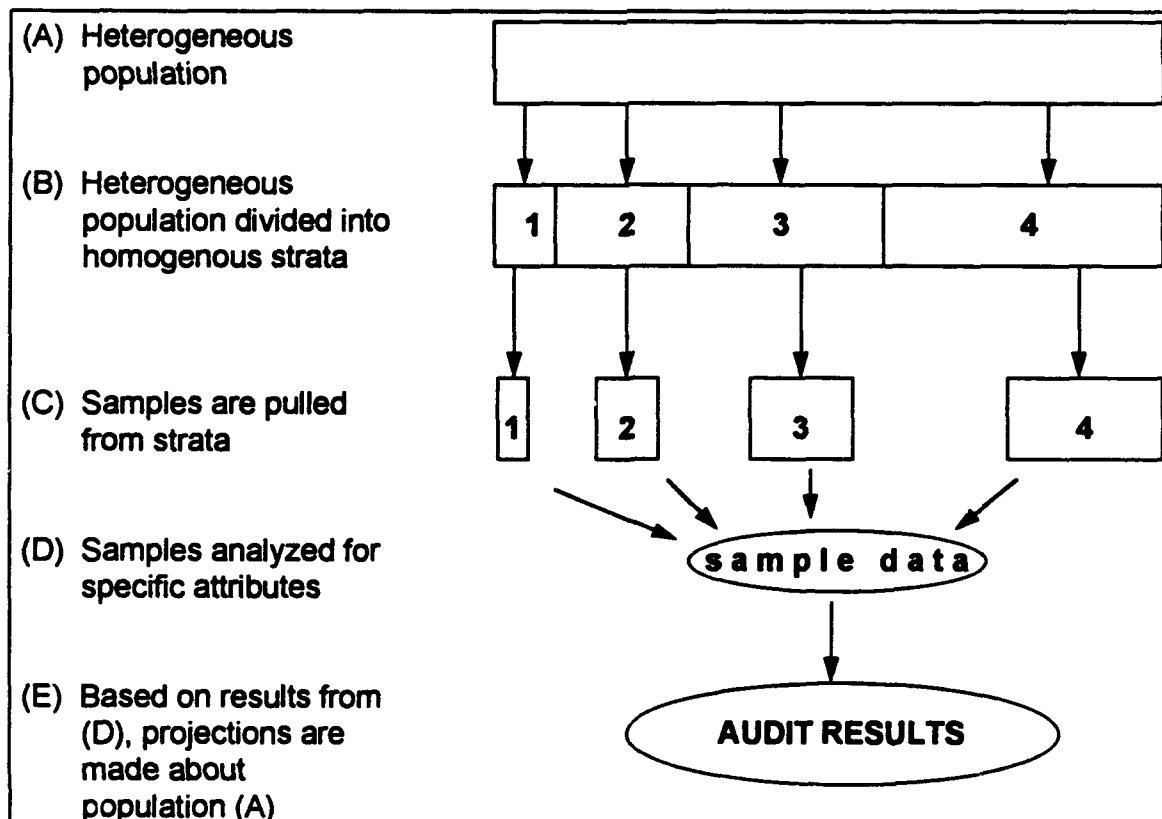 (A) Heterogeneous
population
(B) Heterogeneous
population divided into
homogenous strata
1 2 3 4
(C) Samples are pulled
from strata
1 2 3 4
(D) Samples analyzed for
specific attributes
sample data
(E) Based on results from
(D), projections are
made about
population (A)
AUDIT RESULTS